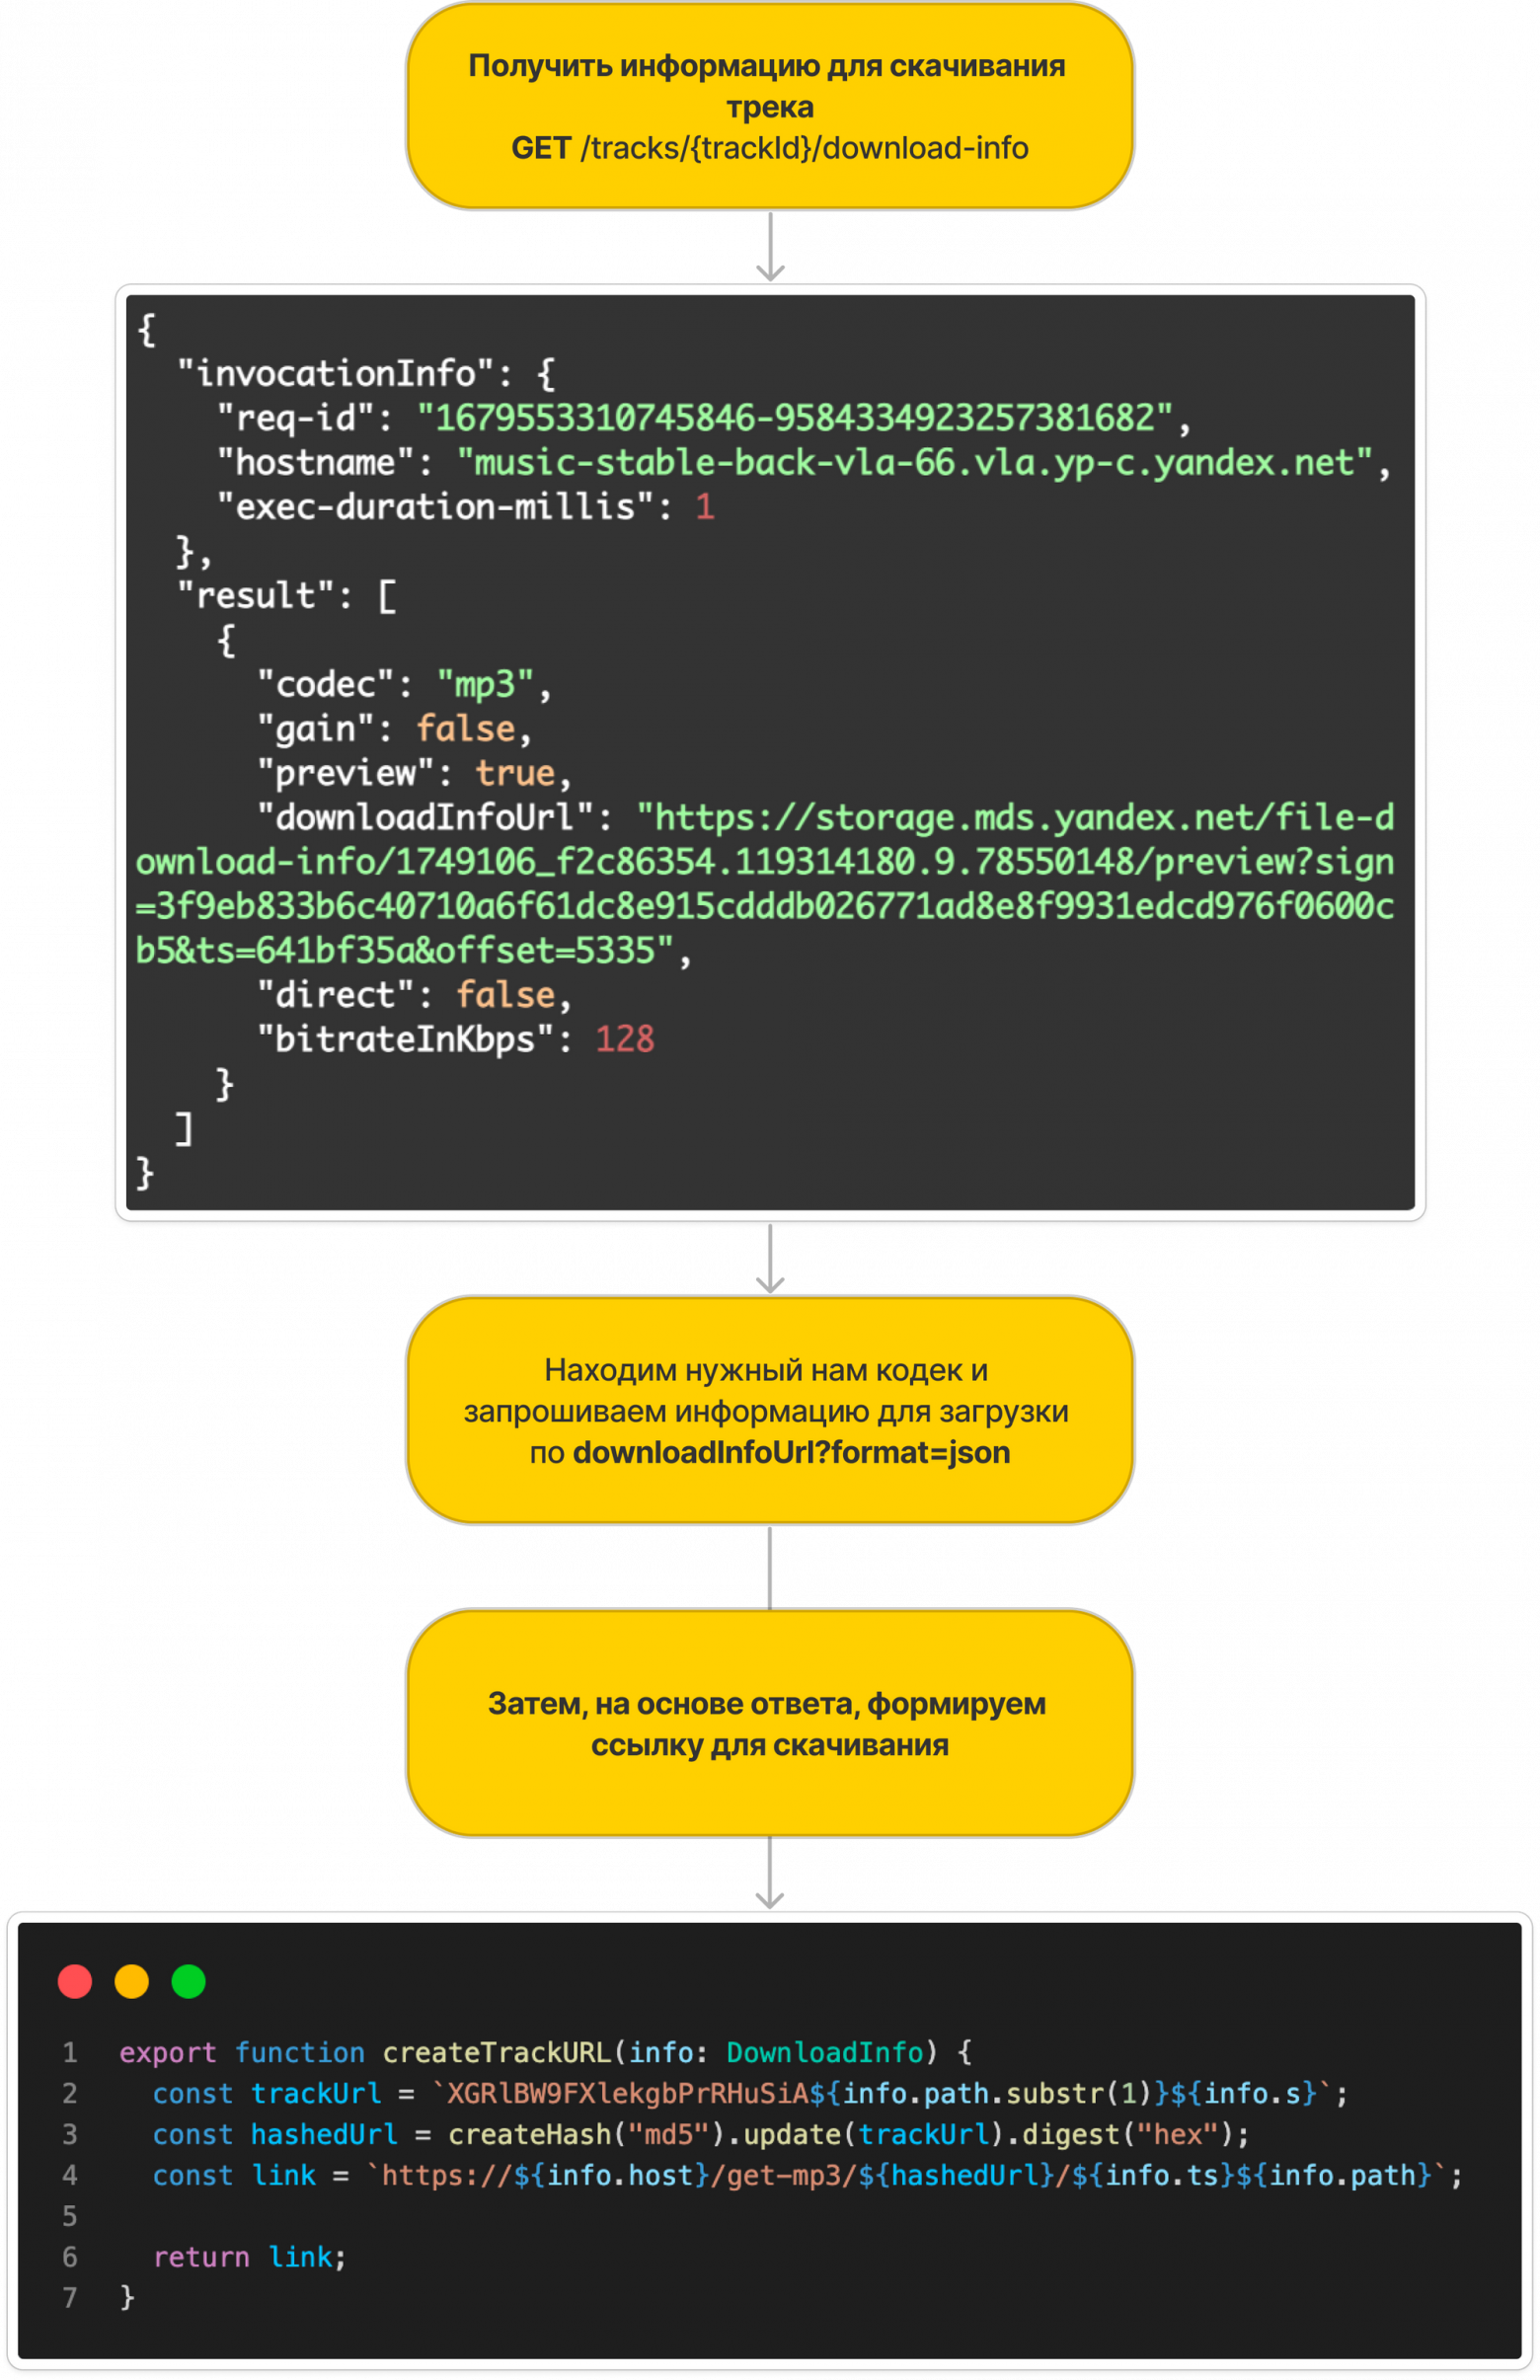 Получить информацию для скачивания
трека
GET /tracks/{trackId}/download-info
{
"invocationInfo": {
"req-id": "1679553310745846-9584334923257381682",
"hostname": "music-stable-back-vla-66.vla.yp-c.yandex.net",
"exec-duration-millis": 1
},
"result": [
{
"codec": "mp3",
"gain": false,
"preview": true,
"downloadInfoUrl": "https://storage.mds.yandex.net/file-d
ownload-info/1749106_f2c86354.119314180.9.78550148/preview?sign
=3f9eb833b6c40710a6f61dc8e915cdddb026771ad8e8f9931edcd976f0600c
b5&ts=641bf35a&offset=5335",
"direct": false,
"bitrateInKbps": 128
}
]
}
Находим нужный нам кодек и
запрошиваем информацию для загрузки
по downloadInfoUrl?format=json
Затем, на основе ответа, формируем
ссылку для скачивания
1 export function createTrackURL(info: DownloadInfo) {
2 const trackUrl = `XGRlBW9FXlekgbPrRHuSiA${info.path.substr(1)}${info.s}`;
3 const hashedUrl = createHash("md5").update(trackUrl).digest("hex");
4 const link = `https://${info.host}/get-mp3/${hashedUrl}/${info.ts}${info.path}`;
5
6 return link;
7 }